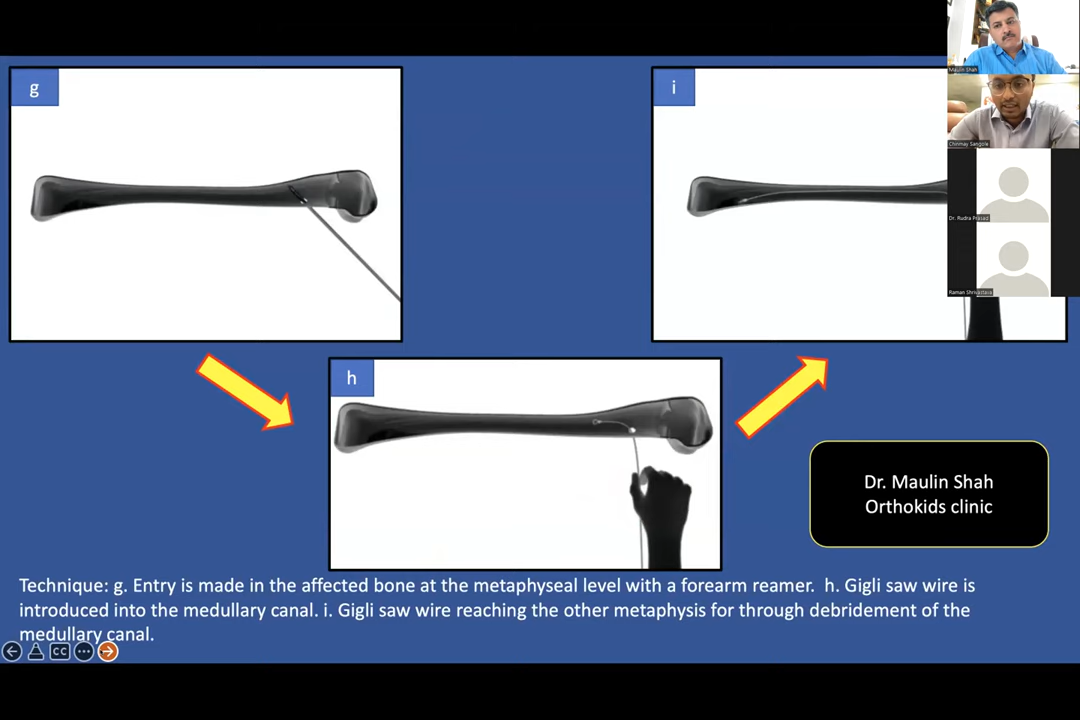 g
i
Maulin Shah
Chinmay Sangole
Dr. Rudra Prasad
Raman Shrivastava
h
Dr. Maulin Shah
Orthokids clinic
Technique: g. Entry is made in the affected bone at the metaphyseal level with a forearm reamer.  h. Gigli saw wire is
introduced into the medullary canal. i. Gigli saw wire reaching the other metaphysis for through debridement of the
medullary canal.
CC